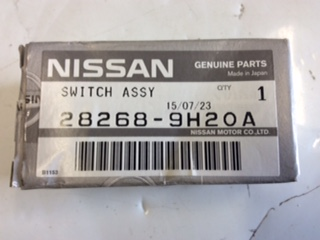 NISSAN
GENUINE PARTS
Made in Japan
SWITCH ASSY
QTY
1
15/07/23
28268-9H20A
NISSAN MOTOR CO.,LTD